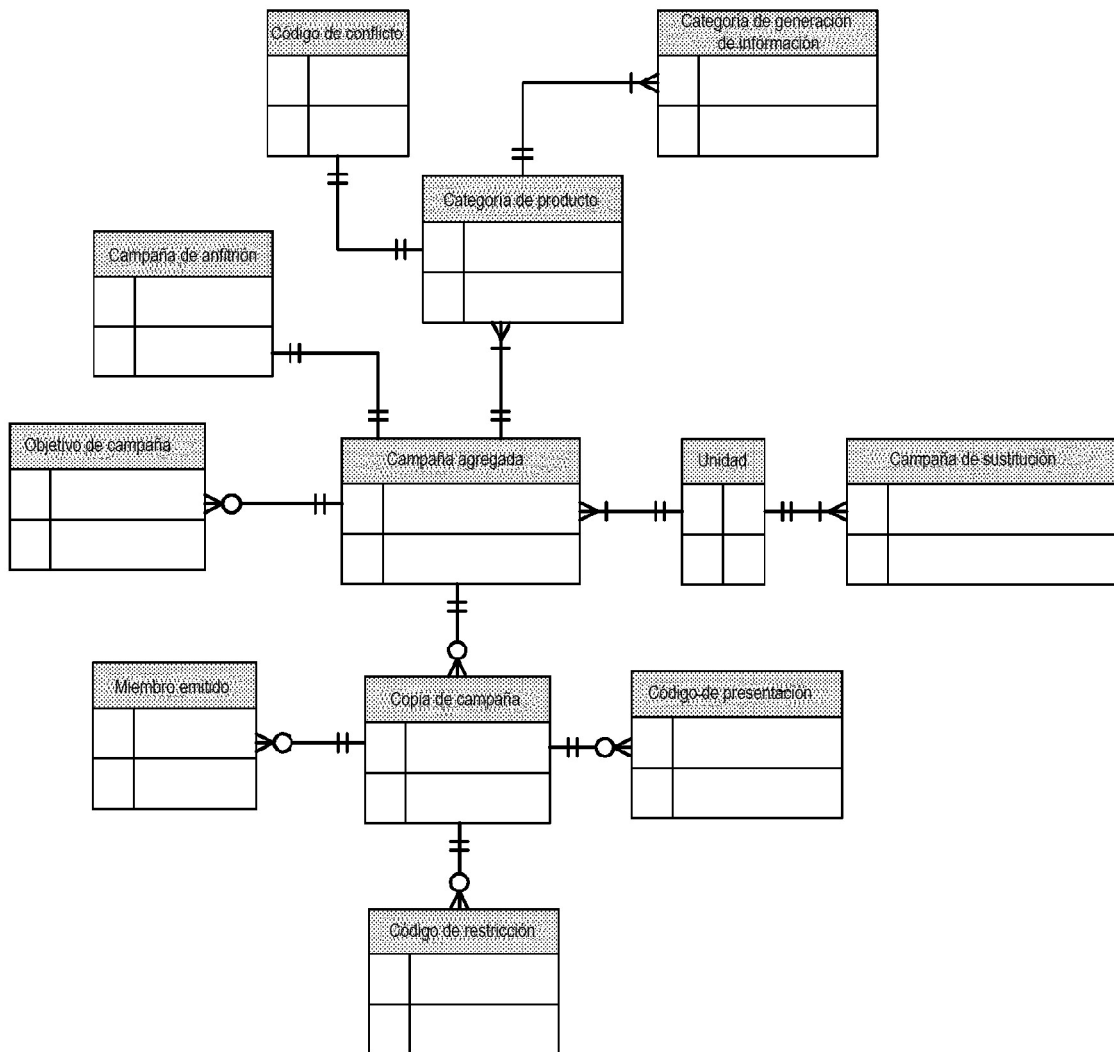 Código de conflicto
Categoría de generación
de información
Categoría de producto
Campaña de anfitrión
Objetivo de campaña
Campaña agregada
Unidad
Campaña de sustitución
Miembro emitido
Copia de campaña
Código de presentación
Código de restricción